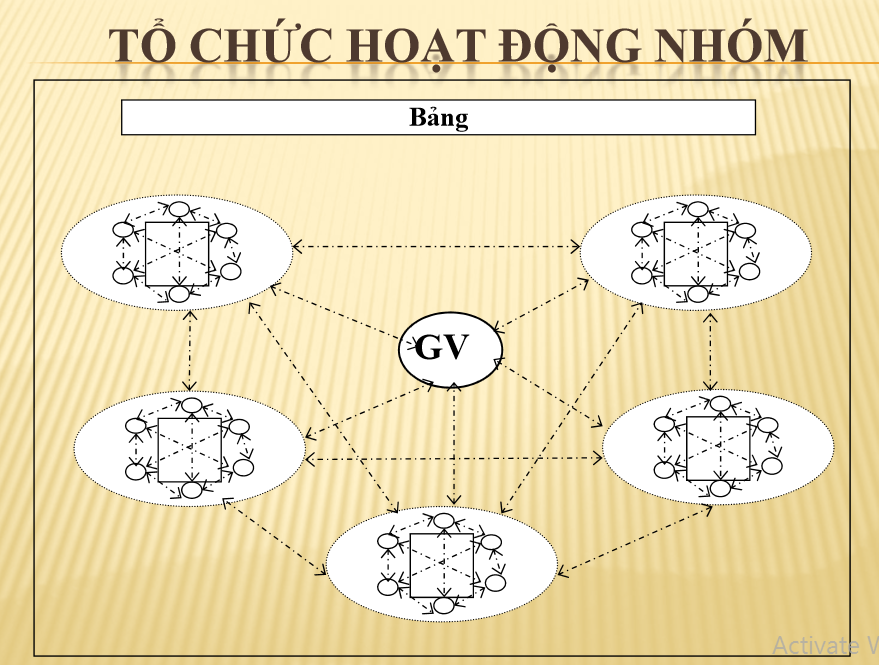 TỔ CHỨC HOẠT ĐỘNG NHÓM
Bảng
GV
Activate